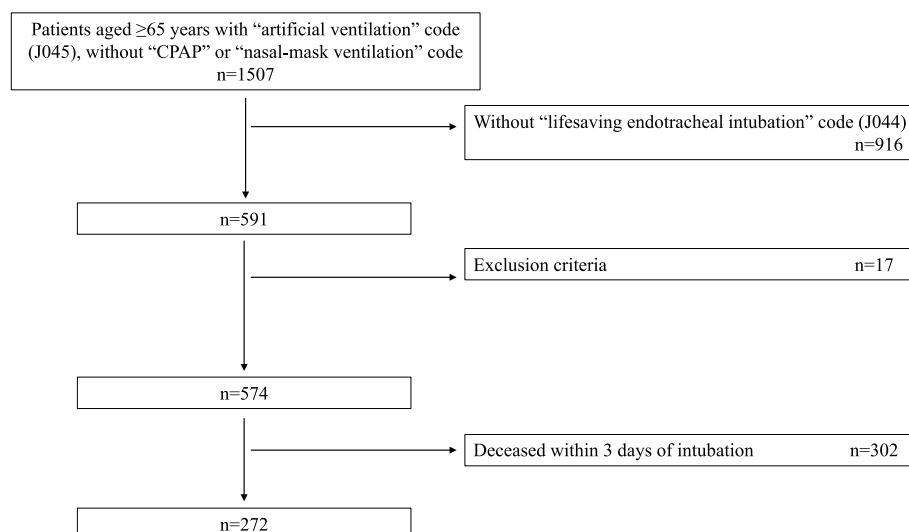 Patients aged ≥65 years with “artificial ventilation” code
(J045), without “CPAP” or “nasal-mask ventilation” code
n=1507
Without “lifesaving endotracheal intubation” code (J044)
n=916
n=591
Exclusion criteria n=17
n=574
Deceased within 3 days of intubation n=302
n=272